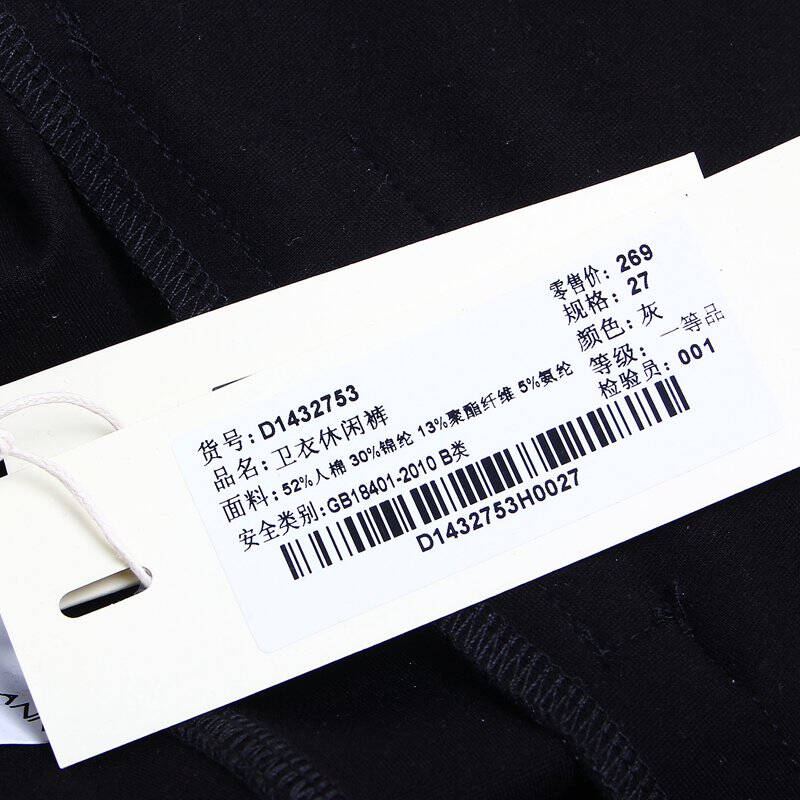 货号: D1432753
品名: 卫衣休闲裤
面料: 52%人棉 30%锦纶 13%聚酯纤维 5%氨纶
安全类别: GB18401-2010 B类
零售价: 269
规格: 27
颜色: 灰
等级: 一等品
检验员: 001
D1432753H0027